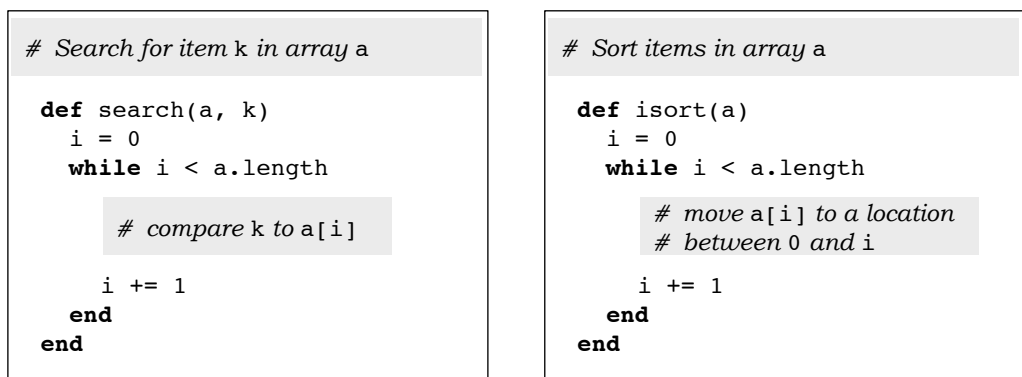 # Search for item k in array a
def search(a, k)
i = 0
while i < a.length
# compare k to a[i]
i += 1
end
end
# Sort items in array a
def isort(a)
i = 0
while i < a.length
# move a[i] to a location
# between 0 and i
i += 1
end
end